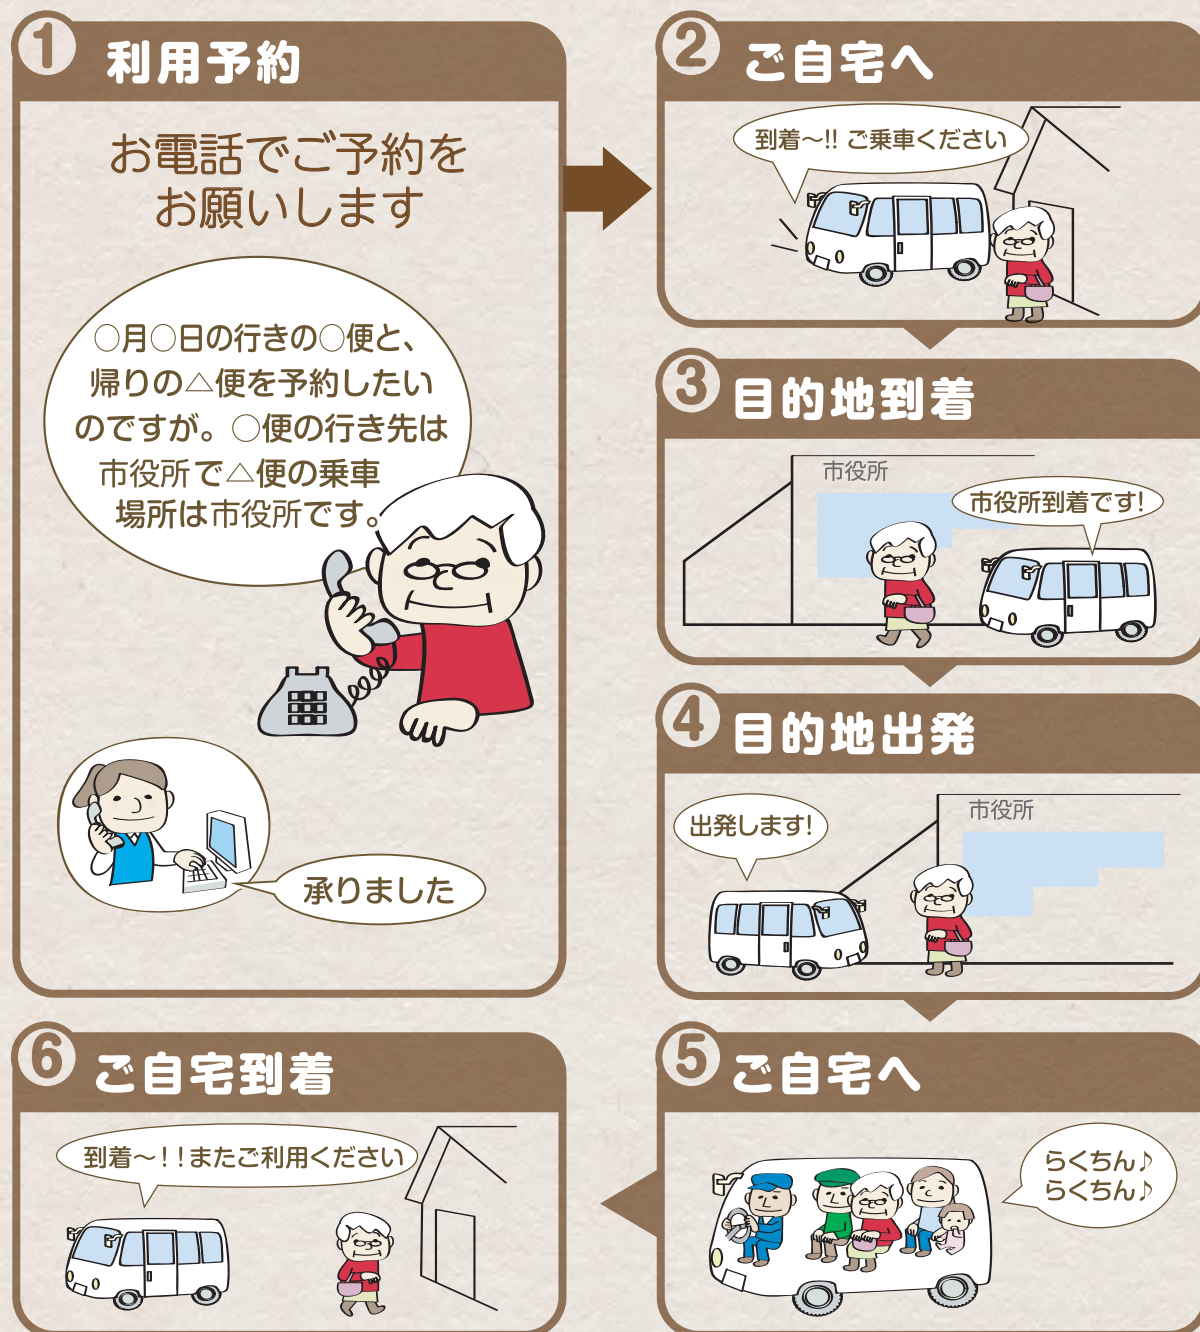 ① 利用予約
お電話でご予約を
お願いします
○月○日の行きの○便と、
帰りの△便を予約したい
のですが。○便の行き先は
市役所で△便の乗車
場所は市役所です。
承りました
② ご自宅へ
到着～!! ご乗車ください
③ 目的地到着
市役所
市役所到着です!
④ 目的地出発
出発します!
市役所
⑤ ご自宅へ
らくちん♪
らくちん♪
⑥ ご自宅到着
到着～！！またご利用ください